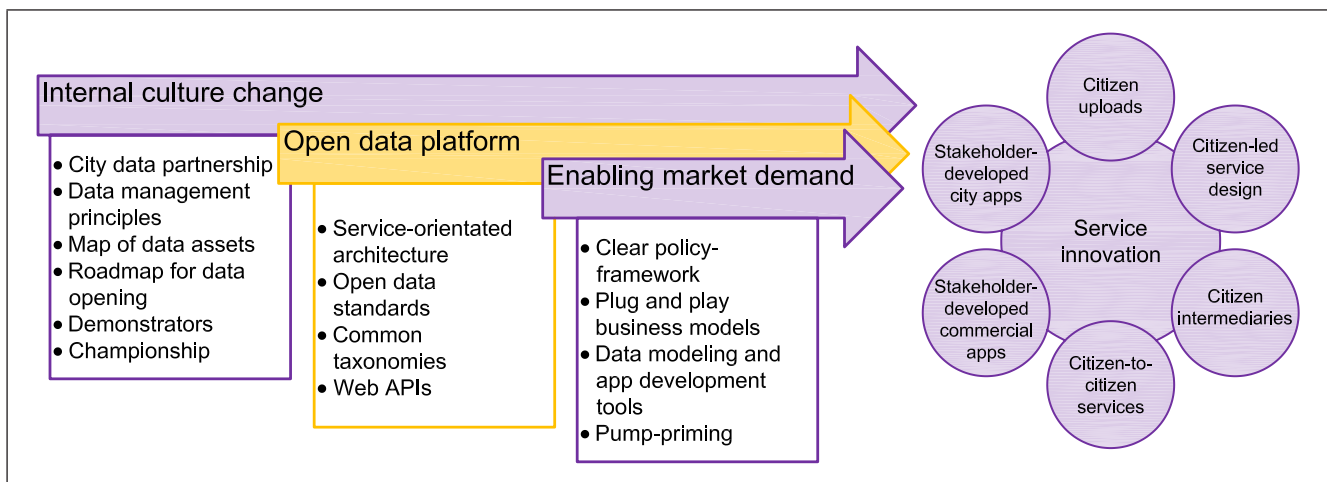 Internal culture change
• City data partnership
• Data management
principles
• Map of data assets
• Roadmap for data
opening
• Demonstrators
• Championship
Open data platform
• Service-orientated
architecture
• Open data
standards
• Common
taxonomies
• Web APIs
Enabling market demand
• Clear policy-
framework
• Plug and play
business models
• Data modeling and
app development
tools
• Pump-priming
Citizen
uploads
Stakeholder-
developed
city apps
Citizen-led
service
design
Service
innovation
Stakeholder-
developed
commercial
apps
Citizen
intermediaries
Citizen-to-
citizen
services